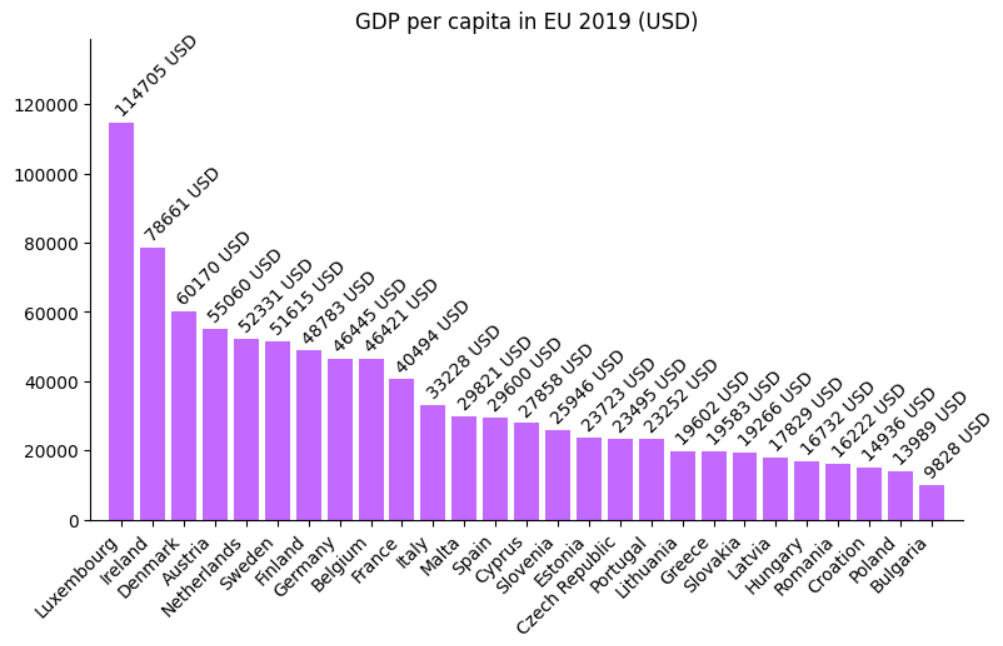 GDP per capita in EU 2019 (USD)
120000
100000
80000
60000
40000
20000
0
114705 USD
78661 USD
60170 USD
55060 USD
52331 USD
51615 USD
48783 USD
46445 USD
46421 USD
40494 USD
33228 USD
29821 USD
29600 USD
27858 USD
25946 USD
23723 USD
23495 USD
23252 USD
19602 USD
19583 USD
19266 USD
17829 USD
16732 USD
16222 USD
14936 USD
13989 USD
9828 USD
Luxembourg
Ireland
Denmark
Austria
Netherlands
Sweden
Finland
Germany
Belgium
France
Italy
Malta
Spain
Cyprus
Slovenia
Estonia
Czech Republic
Portugal
Lithuania
Greece
Slovakia
Latvia
Hungary
Romania
Croation
Poland
Bulgaria